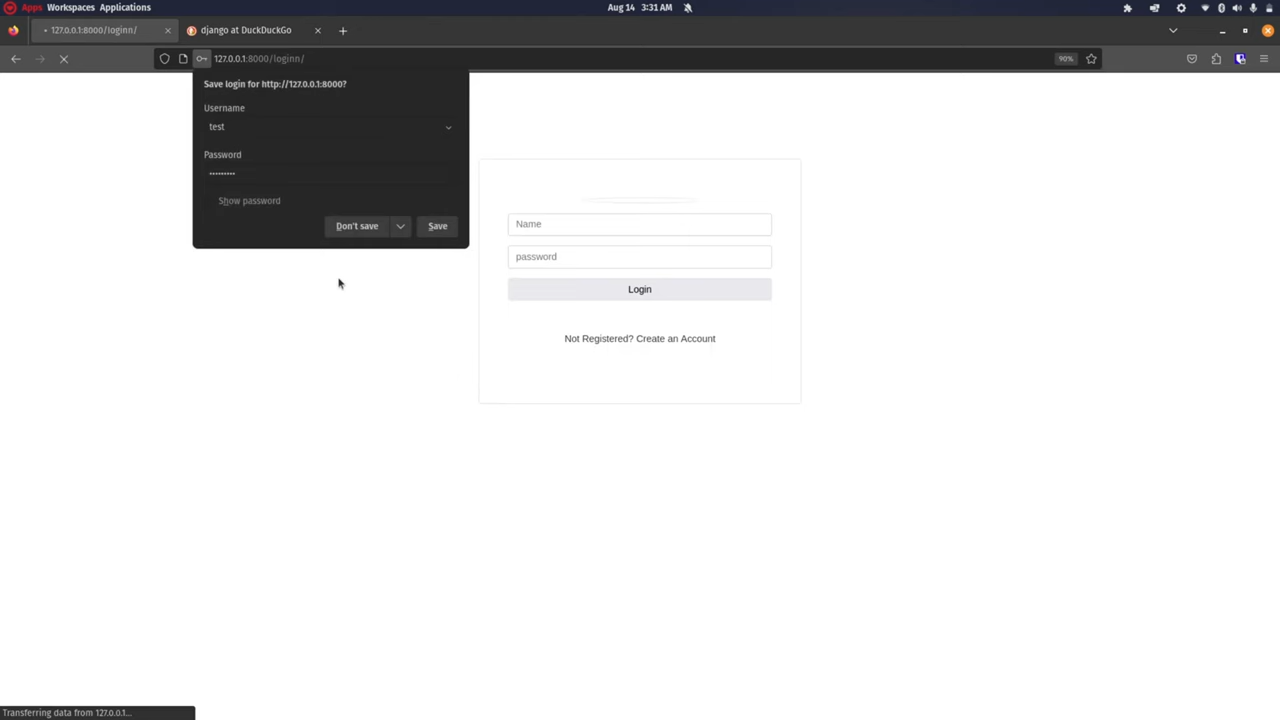 Apps Workspaces Applications
Aug 14 3:31 AM
127.0.0.1:8000/loginn/
django at DuckDuckGo
127.0.0.1:8000/loginn/
90%
Save login for http://127.0.0.1:8000?
Username
test
Password
•••••••••
Show password
Don't save
Save
Name
password
Login
Not Registered? Create an Account
Transferring data from 127.0.0.1...